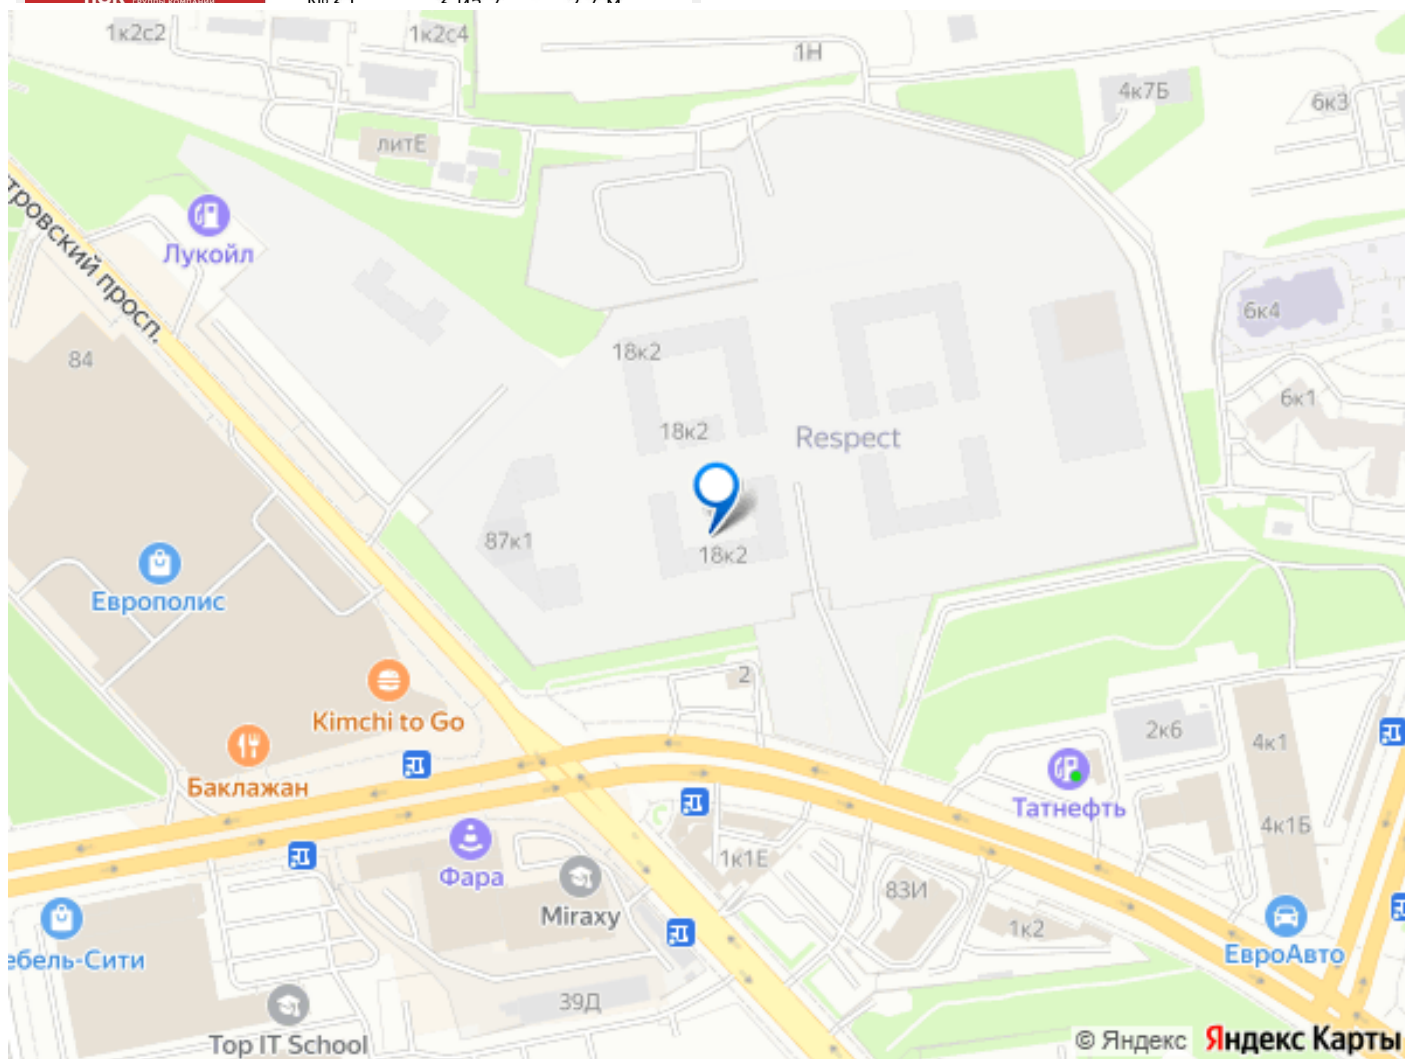 1к2с2
1к2с4
1Н
4к7Б
6к3
литЕ
Лукойл
тровский просп.
6к4
84
18к2
6к1
18к2
Respect
87к1
18к2
Европолис
Kimchi to Go
2
2к6
4к1
Баклажан
Татнефть
4к1Б
1к1Е
Фара
83И
Miraxy
1к2
ЕвроАвто
ебель-Сити
39Д
Top IT School
© Яндекс Яндекс Карты